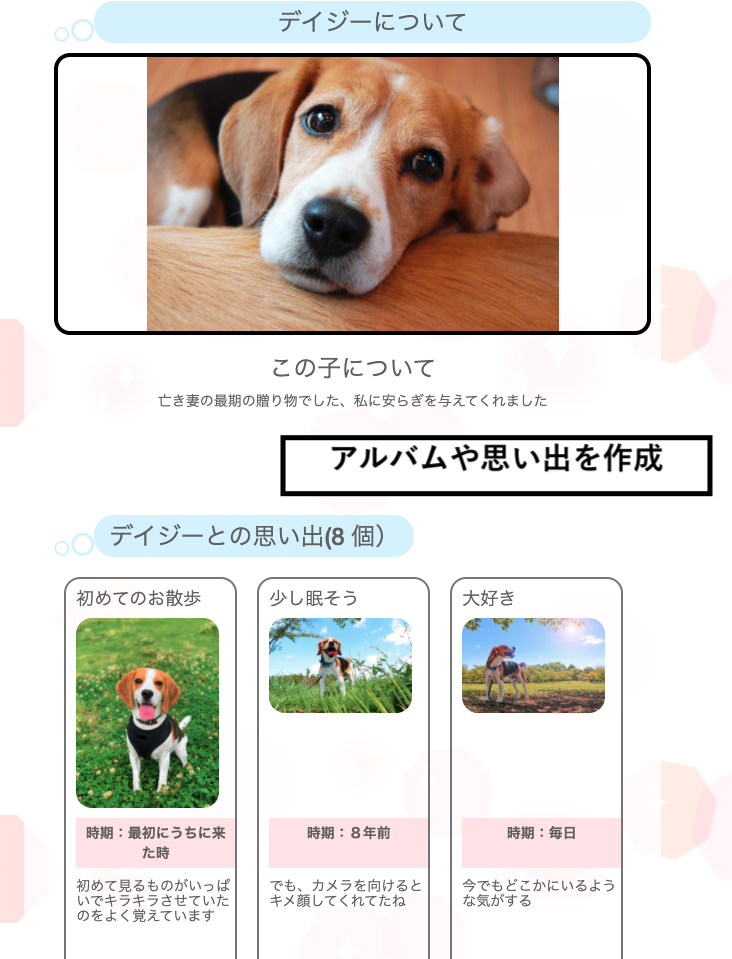 デイジーについて
この子について
亡き妻の最期の贈り物でした、私に安らぎを与えてくれました
アルバムや思い出を作成
デイジーとの思い出(8 個）
初めてのお散歩
時期：最初にうちに来
た時
初めて見るものがいっぱ
いでキラキラさせていた
のをよく覚えています
少し眠そう
時期：８年前
でも、カメラを向けると
キメ顔してくれてたね
大好き
時期：毎日
今でもどこかにいるよう
な気がする